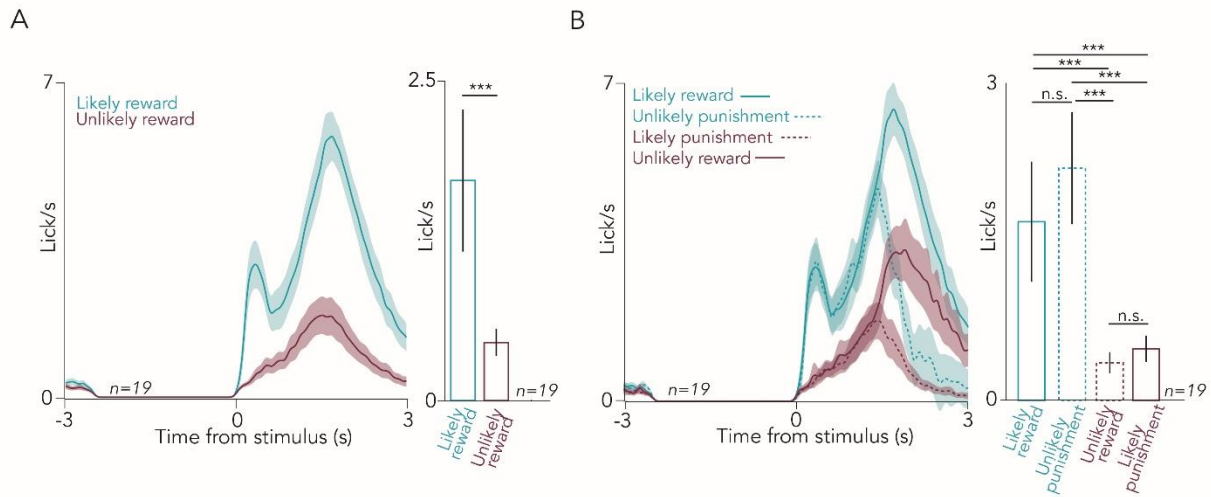 A
7
Likely reward
Unlikely reward
Lick/s
0
n=19
-3
0
3
Time from stimulus (s)
2.5
***
Lick/s
0
n=19
Likely
reward
Unlikely
reward
B
7
Likely reward
Unlikely punishment
Likely punishment
Unlikely reward
Lick/s
0
n=19
-3
0
3
Time from stimulus (s)
3
***
***
***
n.s.
***
n.s.
Lick/s
0
n=19
Likely
reward
Unlikely
punishment
Unlikely
reward
Likely
punishment